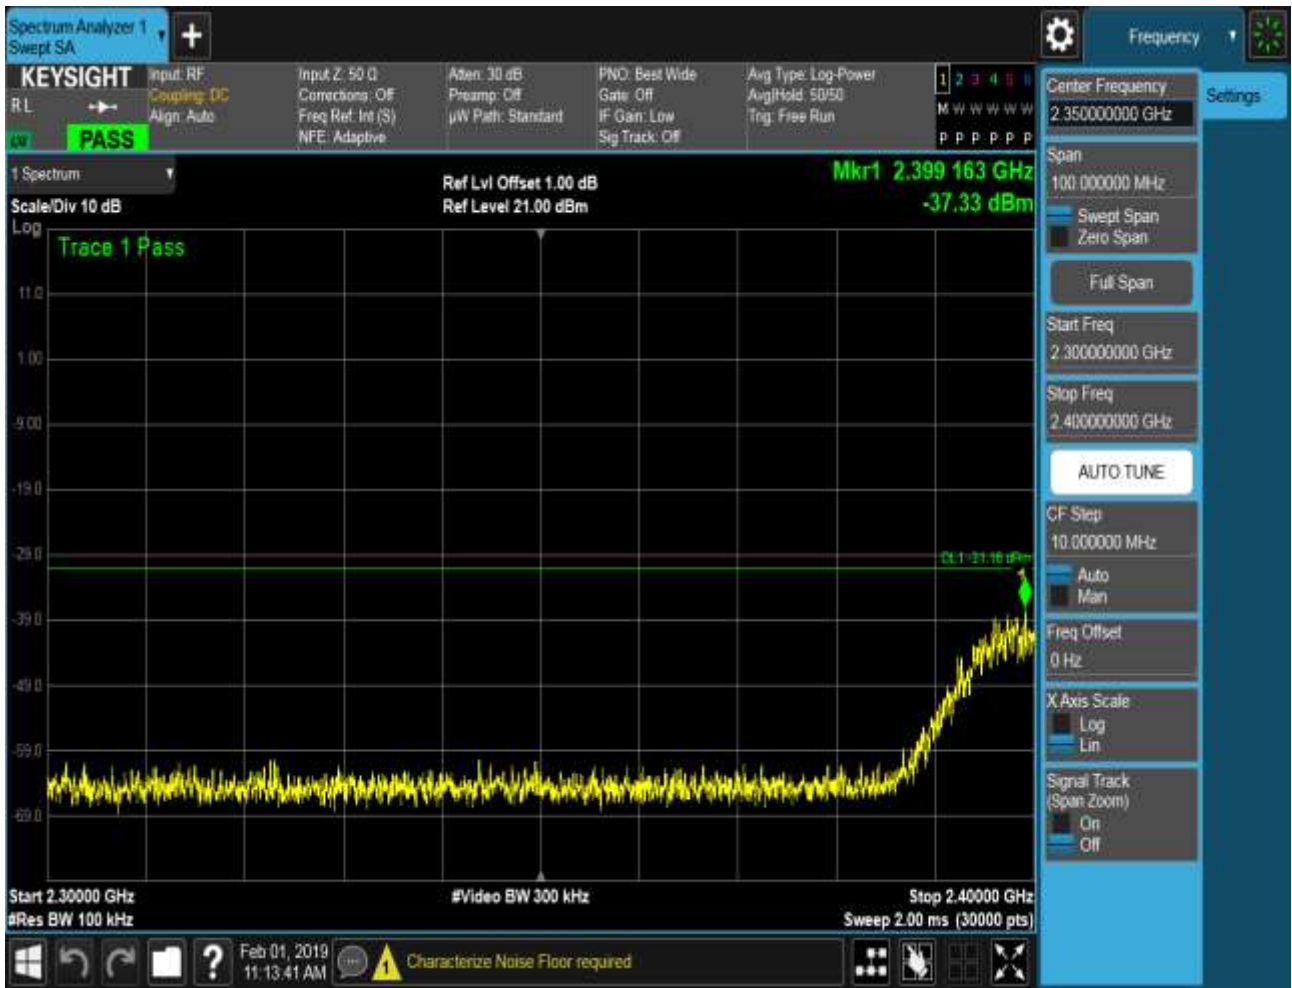 Spectrum Analyzer 1
Swept SA
+
Frequency
KEYSIGHT
R L
PASS
Input: RF
Coupling: DC
Align: Auto
Input Z: 50 Ω
Corrections: Off
Freq Ref: Int (S)
NFE: Adaptive
Atten: 30 dB
Preamp: Off
µW Path: Standard
PNO: Best Wide
Gate: Off
IF Gain: Low
Sig Track: Off
Avg Type: Log-Power
Avg|Hold: 50/50
Trig: Free Run
1 2 3 4 5 6
M W W W W W
P P P P P P
1 Spectrum
Scale/Div 10 dB
Log
Ref Lvl Offset 1.00 dB
Ref Level 21.00 dBm
Mkr1 2.399 163 GHz
-37.33 dBm
Trace 1 Pass
11.0
1.00
-9.00
-19.0
-29.0
DL1 -31.16 dBm
1
-39.0
-49.0
-59.0
-69.0
Start 2.30000 GHz
#Res BW 100 kHz
#Video BW 300 kHz
Stop 2.40000 GHz
Sweep 2.00 ms (30000 pts)
?
Feb 01, 2019
11:13:41 AM
1
Characterize Noise Floor required
Center Frequency
2.350000000 GHz
Settings
Span
100.000000 MHz
Swept Span
Zero Span
Full Span
Start Freq
2.300000000 GHz
Stop Freq
2.400000000 GHz
AUTO TUNE
CF Step
10.000000 MHz
Auto
Man
Freq Offset
0 Hz
X Axis Scale
Log
Lin
Signal Track
(Span Zoom)
On
Off